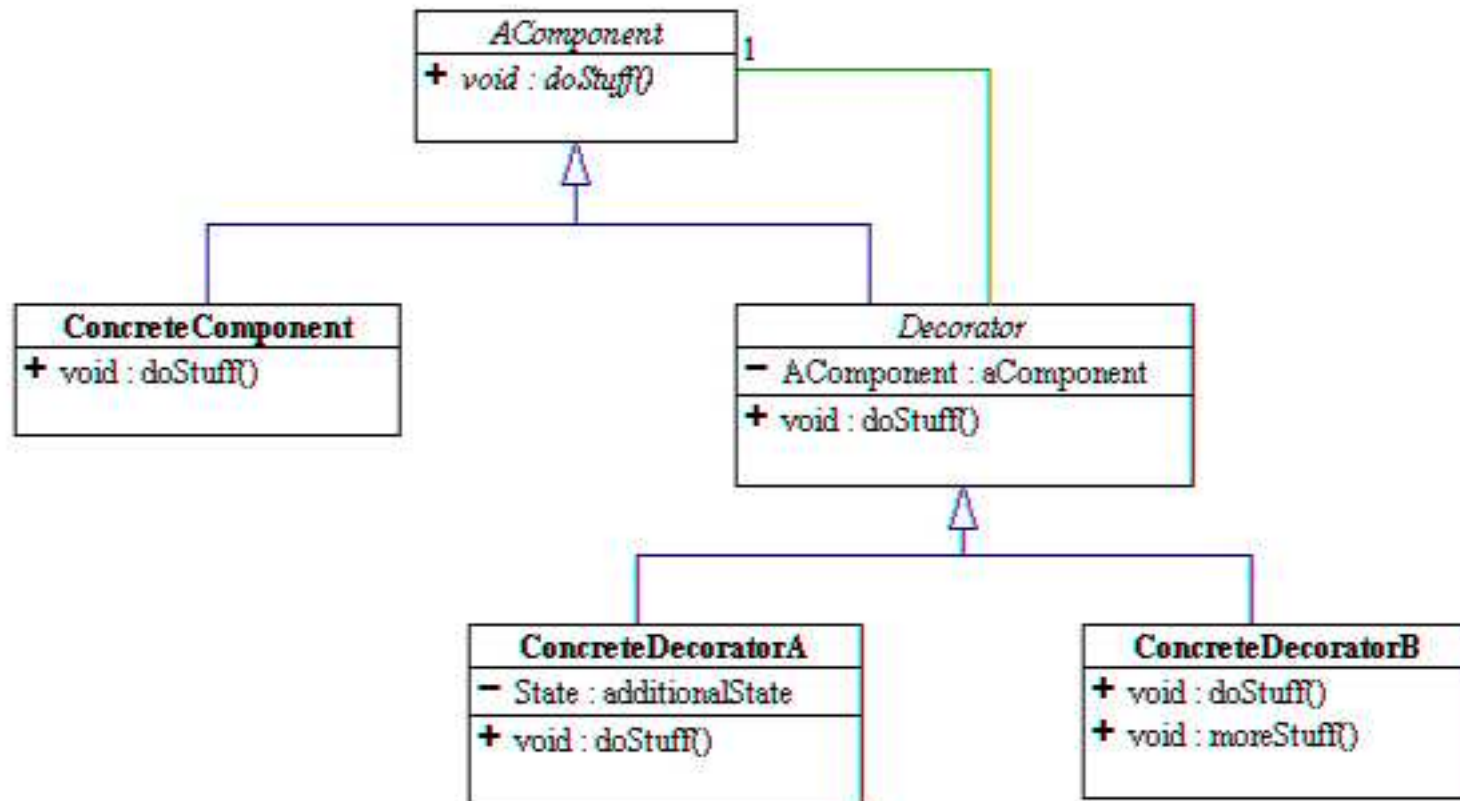 AComponent
1
+ void : doStuff()
ConcreteComponent
+ void : doStuff()
Decorator
- AComponent : aComponent
+ void : doStuff()
ConcreteDecoratorA
- State : additionalState
+ void : doStuff()
ConcreteDecoratorB
+ void : doStuff()
+ void : moreStuff()